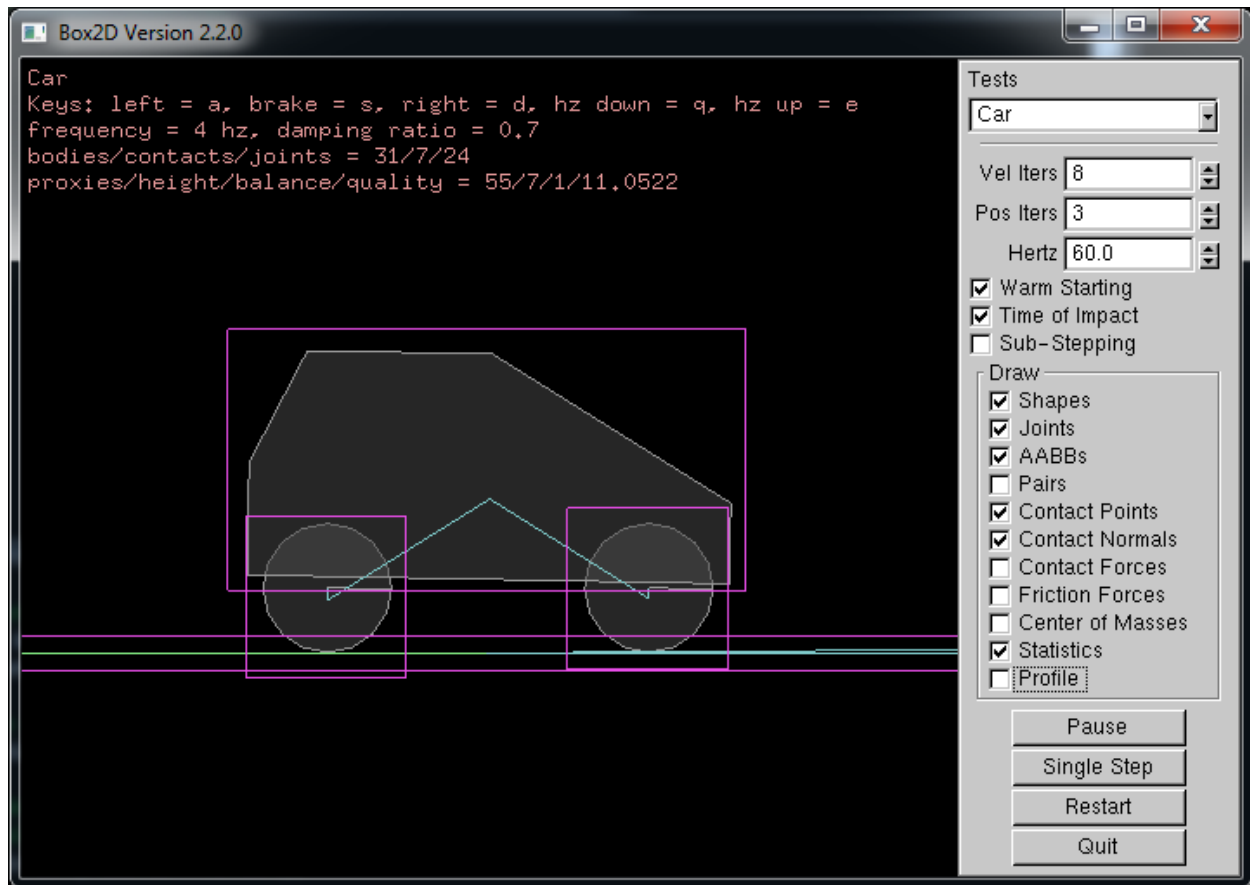 Box2D Version 2.2.0
Car
Keys: left = a, brake = s, right = d, hz down = q, hz up = e
frequency = 4 hz, damping ratio = 0.7
bodies/contacts/joints = 31/7/24
proxies/height/balance/quality = 55/7/1/11.0522
Tests
Car
Vel Iters 8
Pos Iters 3
Hertz 60.0
Warm Starting
Time of Impact
Sub-Stepping
Draw
Shapes
Joints
AABBs
Pairs
Contact Points
Contact Normals
Contact Forces
Friction Forces
Center of Masses
Statistics
Profile
Pause
Single Step
Restart
Quit